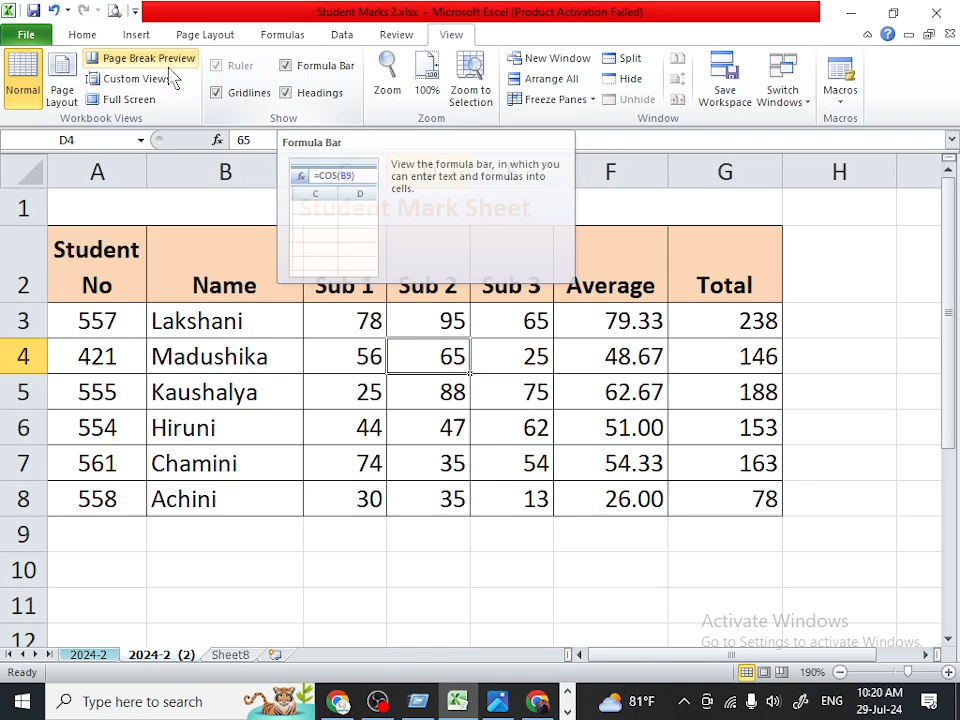 Student Marks 2.xlsx - Microsoft Excel (Product Activation Failed)
File Home Insert Page Layout Formulas Data Review View
Normal
Page Layout
Page Break Preview
Custom Views
Full Screen
Workbook Views
Ruler
Formula Bar
Gridlines
Headings
Show
Zoom
100%
Zoom to Selection
Zoom
New Window
Arrange All
Freeze Panes
Split
Hide
Unhide
Save Workspace
Switch Windows
Window
Macros
Macros
D4 fx 65
Formula Bar
View the formula bar, in which you
can enter text and formulas into
cells.
fx =COS(B9)
C D
A B F G H
1 Student Mark Sheet
2 Student No Name Sub 1 Sub 2 Sub 3 Average Total
3 557 Lakshani 78 95 65 79.33 238
4 421 Madushika 56 65 25 48.67 146
5 555 Kaushalya 25 88 75 62.67 188
6 554 Hiruni 44 47 62 51.00 153
7 561 Chamini 74 35 54 54.33 163
8 558 Achini 30 35 13 26.00 78
9
10
11
12
Activate Windows
Go to Settings to activate Windows.
2024-2 2024-2 (2) Sheet8
Ready 190%
Type here to search 81°F ENG 10:20 AM
29-Jul-24